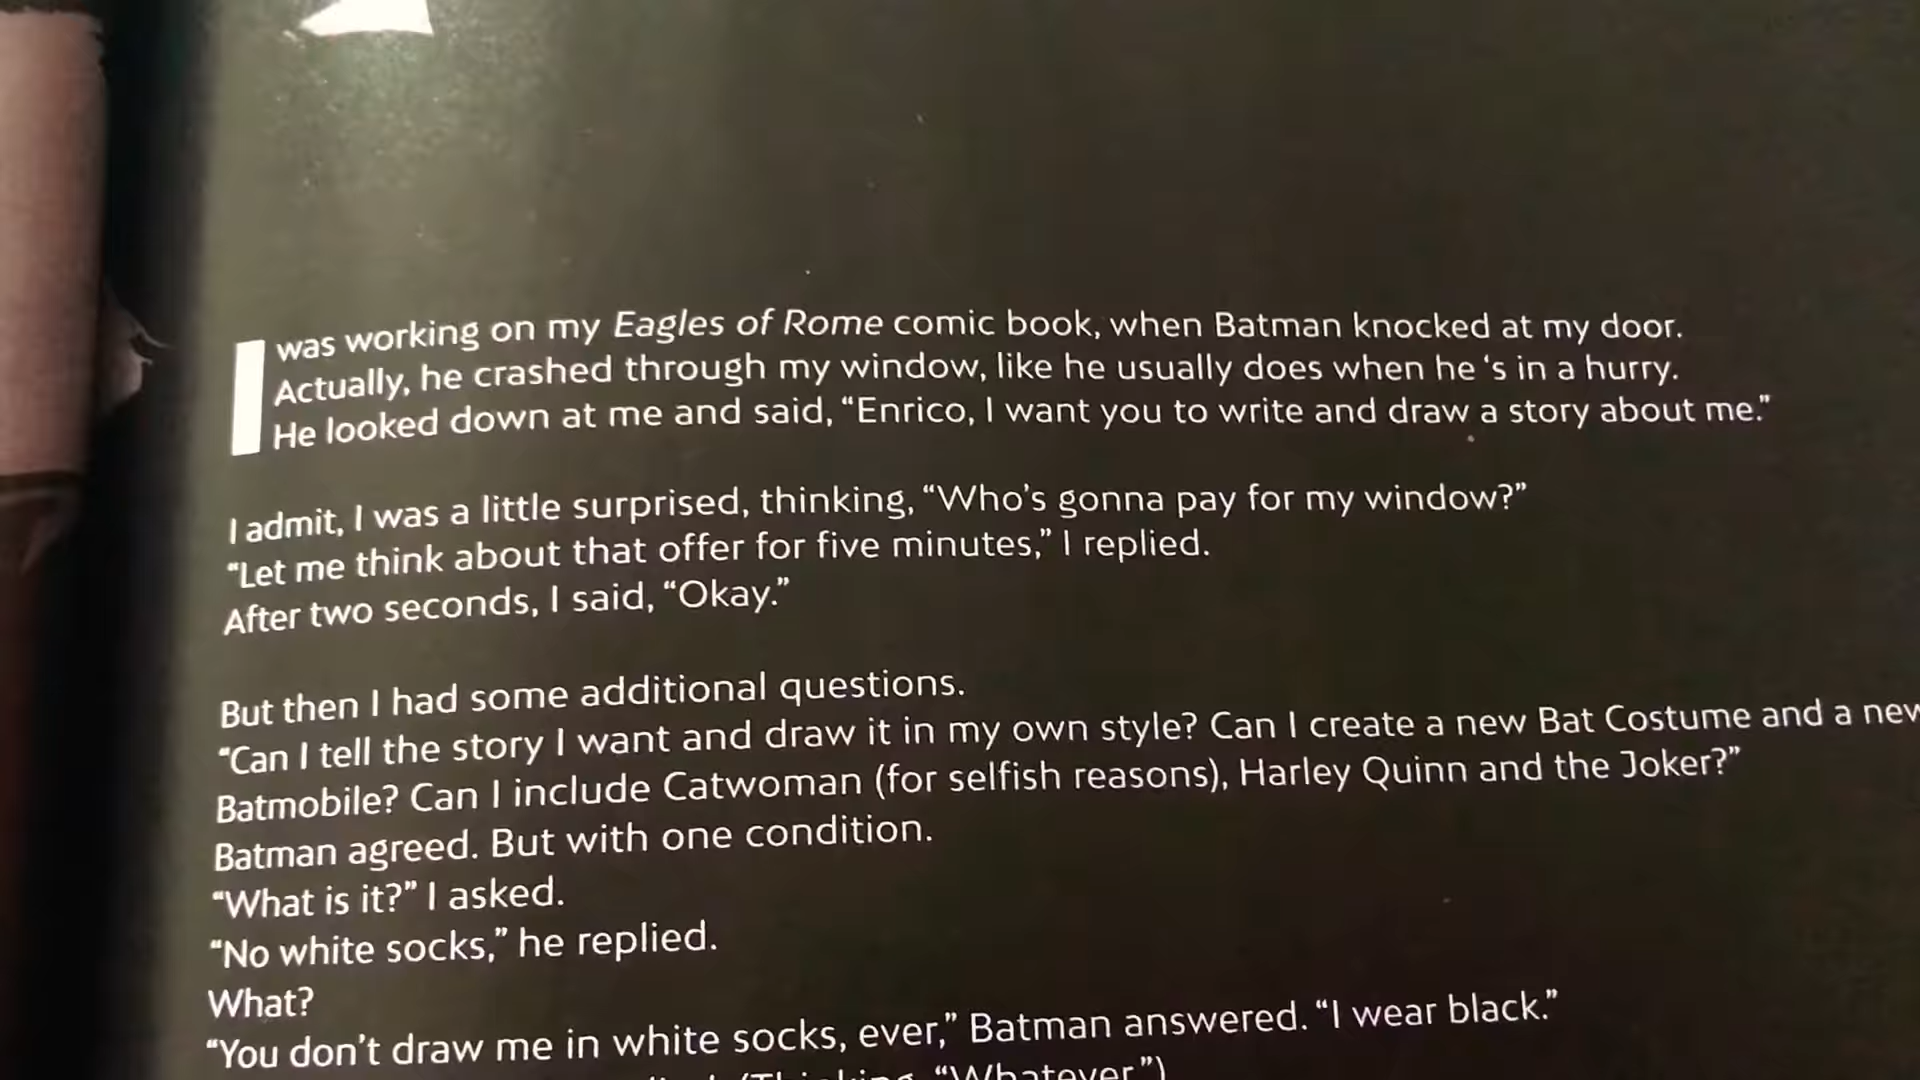 I was working on my Eagles of Rome comic book, when Batman knocked at my door.
Actually, he crashed through my window, like he usually does when he 's in a hurry.
He looked down at me and said, “Enrico, I want you to write and draw a story about me.”
I admit, I was a little surprised, thinking, “Who’s gonna pay for my window?”
“Let me think about that offer for five minutes,” I replied.
After two seconds, I said, “Okay.”
But then I had some additional questions.
“Can I tell the story I want and draw it in my own style? Can I create a new Bat Costume and a new
Batmobile? Can I include Catwoman (for selfish reasons), Harley Quinn and the Joker?”
Batman agreed. But with one condition.
“What is it?” I asked.
“No white socks,” he replied.
What?
“You don’t draw me in white socks, ever,” Batman answered. “I wear black.”
(Thinking, “Whatever.”)